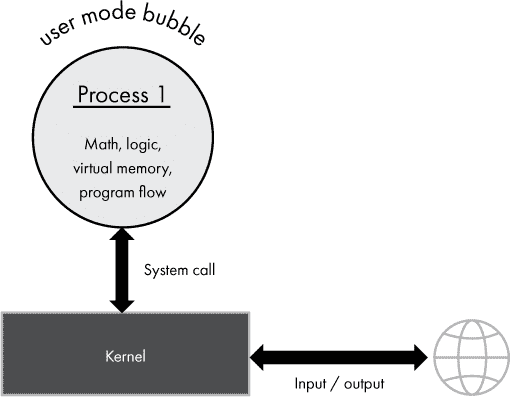 user mode bubble
Process 1
Math, logic,
virtual memory,
program flow
System call
Kernel
Input / output